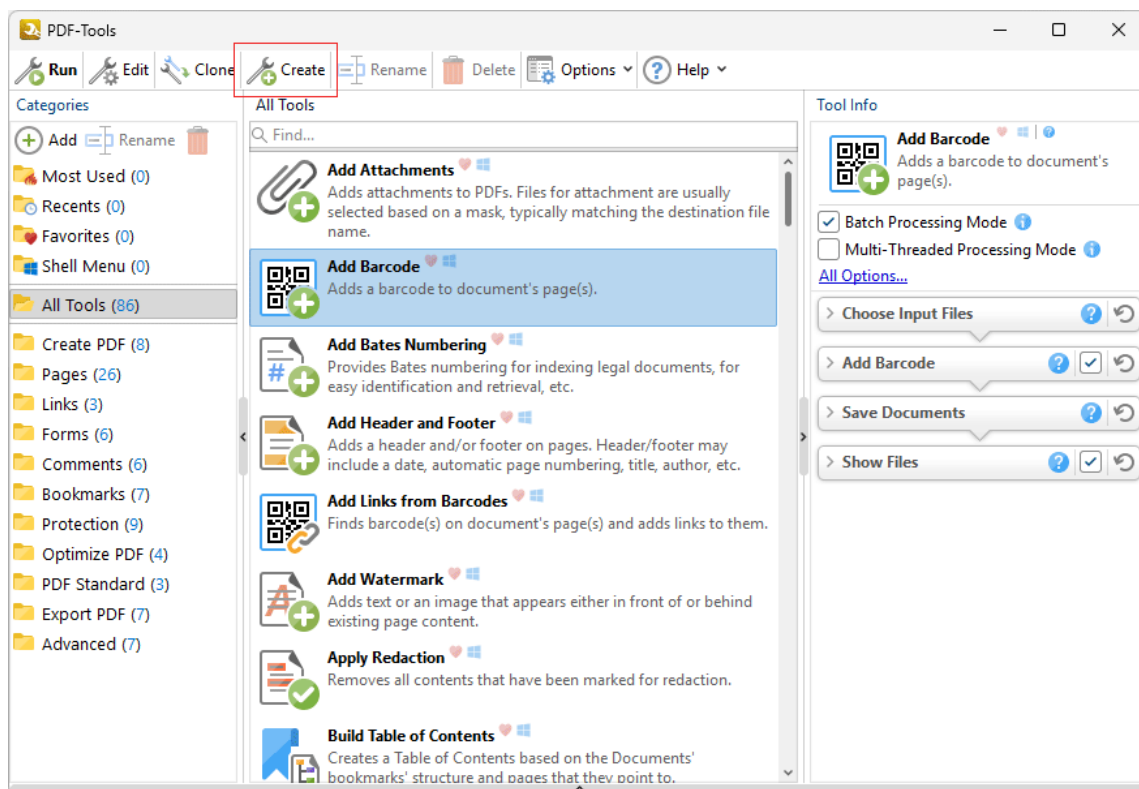 PDF-Tools
Run Edit Clone Create Rename Delete Options Help
Categories
Add Rename
Most Used (0)
Recents (0)
Favorites (0)
Shell Menu (0)
All Tools (86)
Create PDF (8)
Pages (26)
Links (3)
Forms (6)
Comments (6)
Bookmarks (7)
Protection (9)
Optimize PDF (4)
PDF Standard (3)
Export PDF (7)
Advanced (7)
All Tools
Find...
Add Attachments
Adds attachments to PDFs. Files for attachment are usually
selected based on a mask, typically matching the destination file
name.
Add Barcode
Adds a barcode to document's page(s).
Add Bates Numbering
Provides Bates numbering for indexing legal documents, for
easy identification and retrieval, etc.
Add Header and Footer
Adds a header and/or footer on pages. Header/footer may
include a date, automatic page numbering, title, author, etc.
Add Links from Barcodes
Finds barcode(s) on document's page(s) and adds links to them.
Add Watermark
Adds text or an image that appears either in front of or behind
existing page content.
Apply Redaction
Removes all contents that have been marked for redaction.
Build Table of Contents
Creates a Table of Contents based on the Documents'
bookmarks' structure and pages that they point to.
Tool Info
Add Barcode
Adds a barcode to document's
page(s).
Batch Processing Mode
Multi-Threaded Processing Mode
All Options...
Choose Input Files
Add Barcode
Save Documents
Show Files